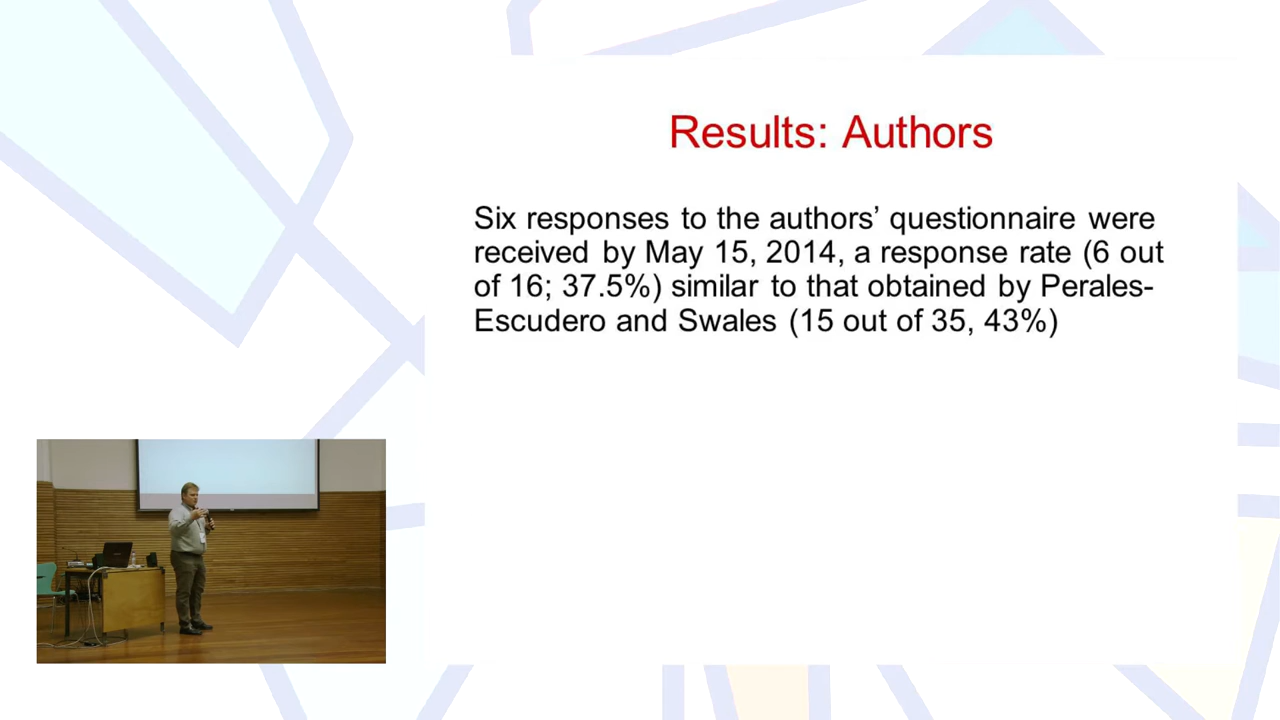 Results: Authors
Six responses to the authors’ questionnaire were
received by May 15, 2014, a response rate (6 out
of 16; 37.5%) similar to that obtained by Perales-
Escudero and Swales (15 out of 35, 43%)